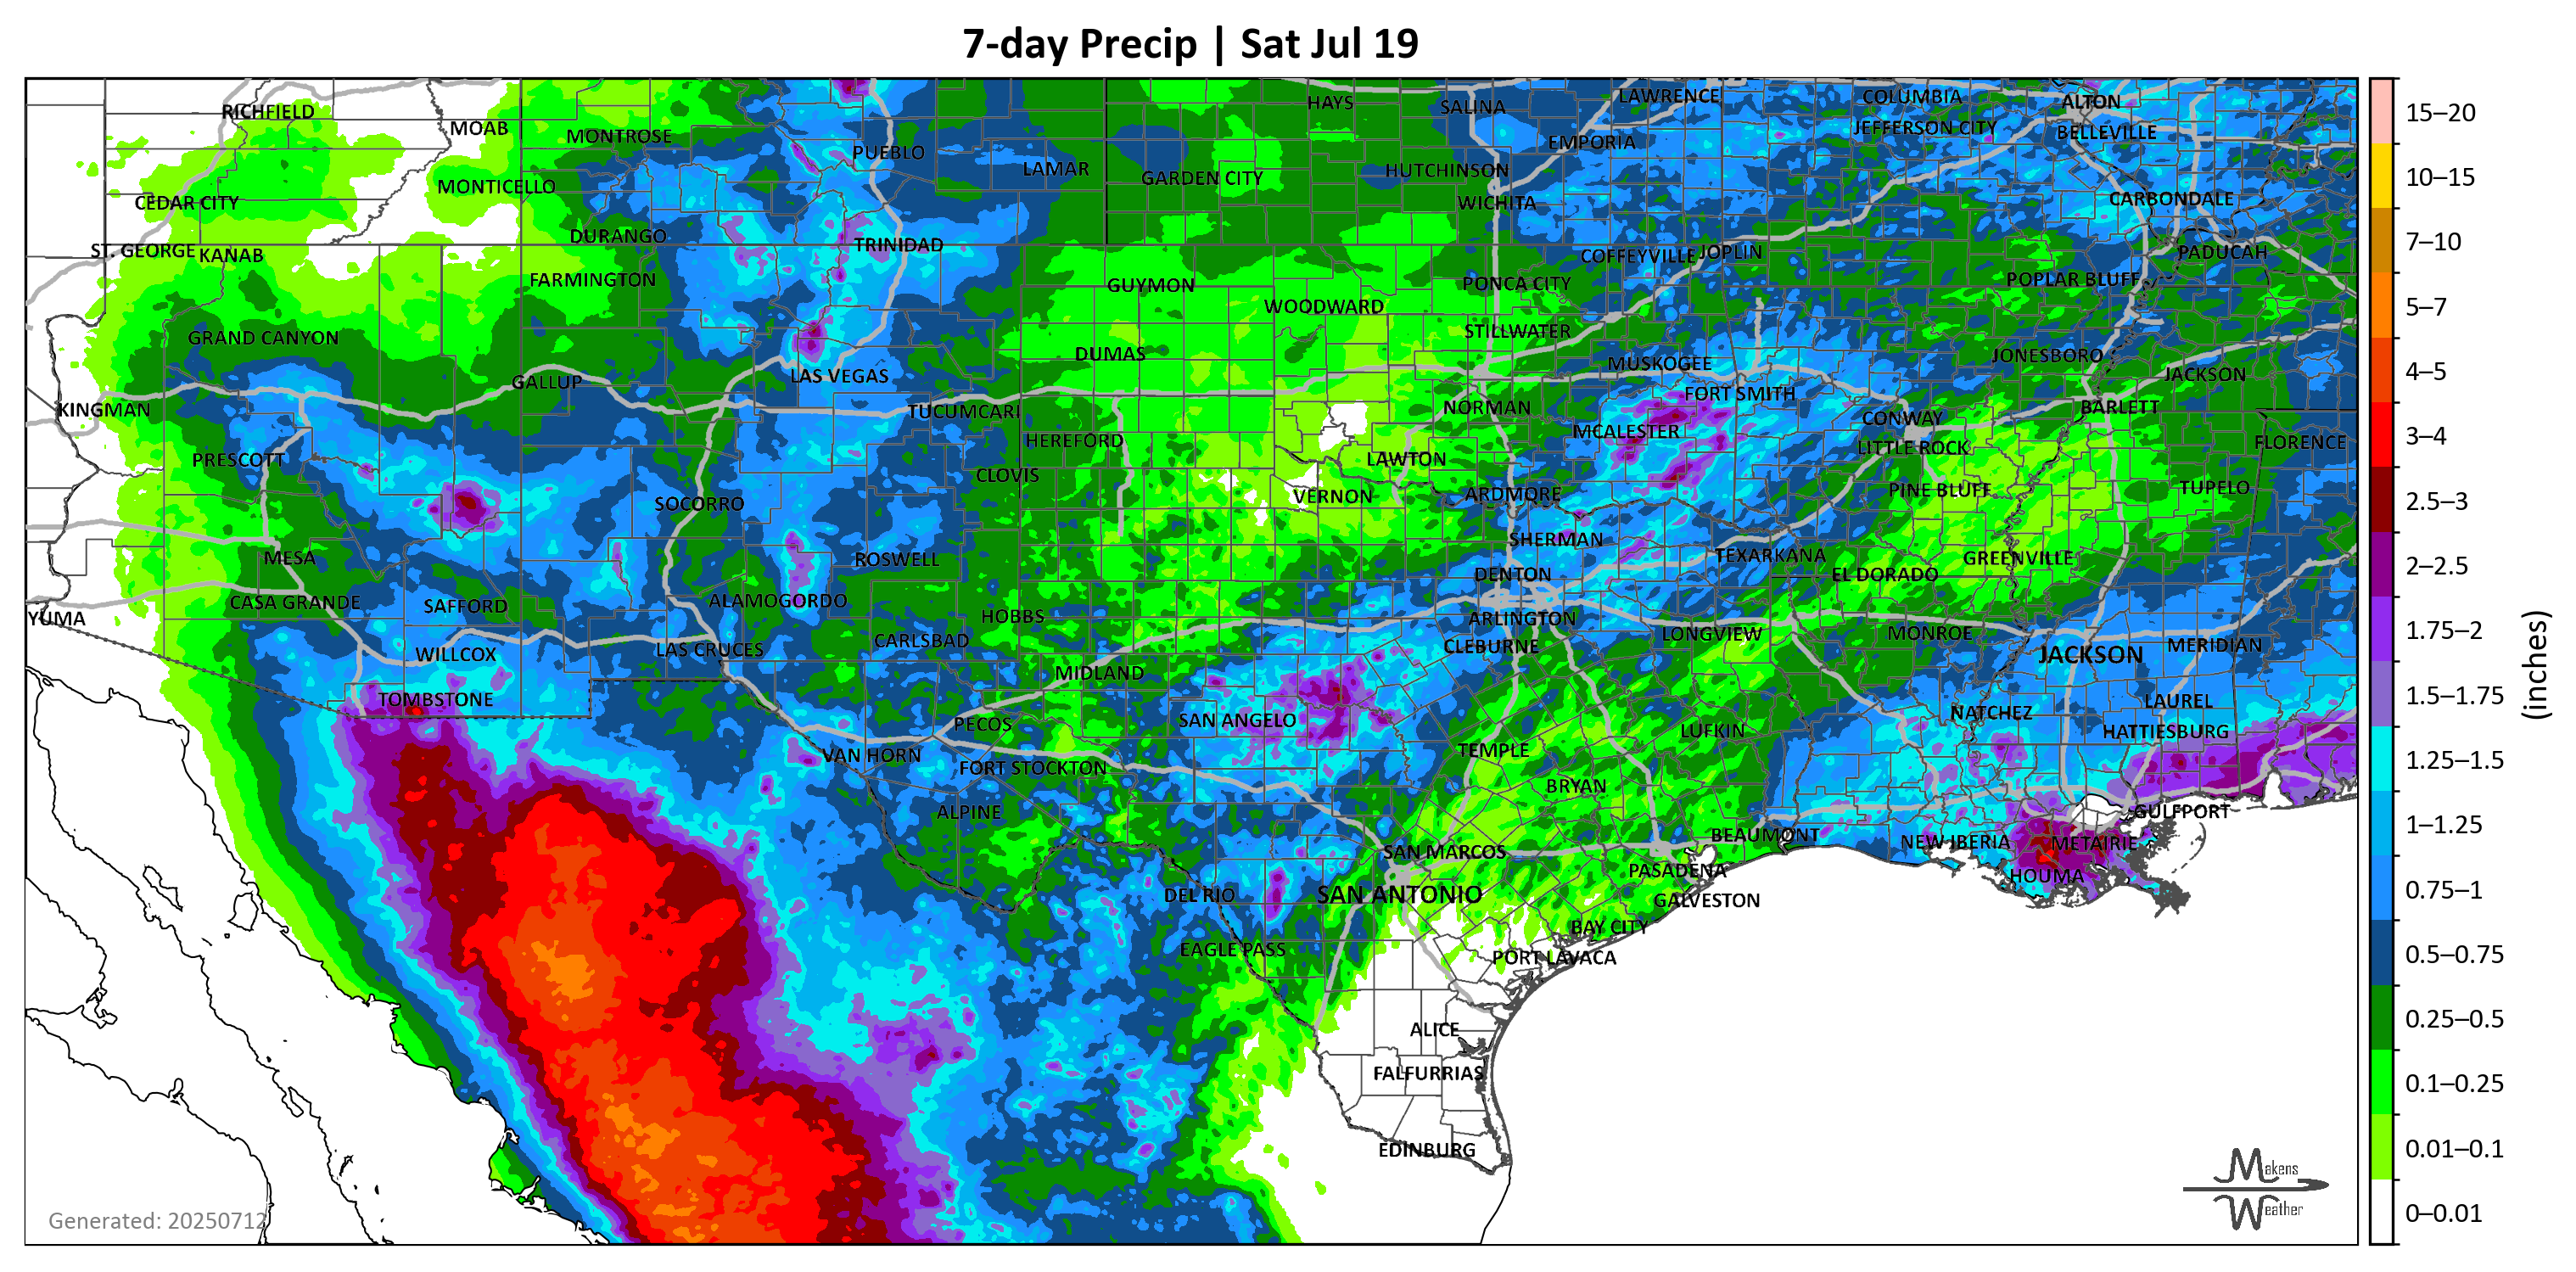 7-day Precip | Sat Jul 19
RICHFIELD
MOAB
MONTROSE
PUEBLO
LAMAR
HAYS
SALINA
LAWRENCE
COLUMBIA
ALTON
EMPORIA
JEFFERSON CITY
BELLEVILLE
MONTICELLO
GARDEN CITY
HUTCHINSON
CEDAR CITY
WICHITA
CARBONDALE
ST. GEORGE
KANAB
DURANGO
TRINIDAD
COFFEYVILLE
JOPLIN
PADUCAH
FARMINGTON
GUYMON
WOODWARD
PONCA CITY
POPLAR BLUFF
GRAND CANYON
DUMAS
STILLWATER
MUSKOGEE
JONESBORO
GALLUP
LAS VEGAS
FORT SMITH
JACKSON
KINGMAN
TUCUMCARI
NORMAN
CONWAY
BARLETT
HEREFORD
MCALESTER
LITTLE ROCK
FLORENCE
PRESCOTT
CLOVIS
LAWTON
SOCORRO
VERNON
ARDMORE
PINE BLUFF
TUPELO
MESA
ROSWELL
SHERMAN
TEXARKANA
GREENVILLE
DENTON
EL DORADO
YUMA
CASA GRANDE
SAFFORD
ALAMOGORDO
HOBBS
ARLINGTON
WILLCOX
LAS CRUCES
CARLSBAD
CLEBURNE
LONGVIEW
MONROE
JACKSON
MERIDIAN
TOMBSTONE
MIDLAND
LAUREL
PECOS
SAN ANGELO
NATCHEZ
HATTIESBURG
VAN HORN
FORT STOCKTON
TEMPLE
LUFKIN
ALPINE
BRYAN
GULFPORT
SAN MARCOS
BEAUMONT
NEW IBERIA
METAIRIE
DEL RIO
SAN ANTONIO
PASADENA
HOUMA
GALVESTON
EAGLE PASS
BAY CITY
PORT LAVACA
ALICE
FALFURRIAS
EDINBURG
Generated: 20250712
Makens
Weather
15–20
10–15
7–10
5–7
4–5
3–4
2.5–3
2–2.5
1.75–2
1.5–1.75
1.25–1.5
1–1.25
0.75–1
0.5–0.75
0.25–0.5
0.1–0.25
0.01–0.1
0–0.01
(inches)